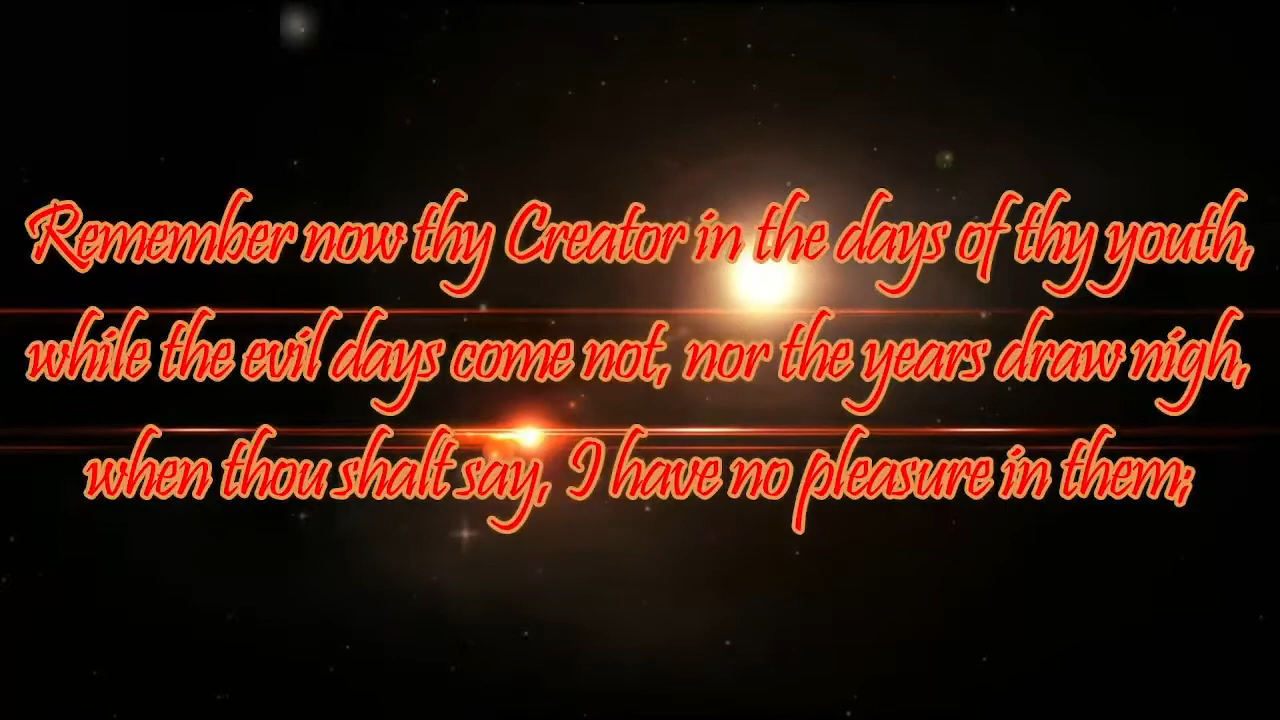 Remember now thy Creator in the days of thy youth,
while the evil days come not, nor the years draw nigh,
when thou shalt say, I have no pleasure in them;